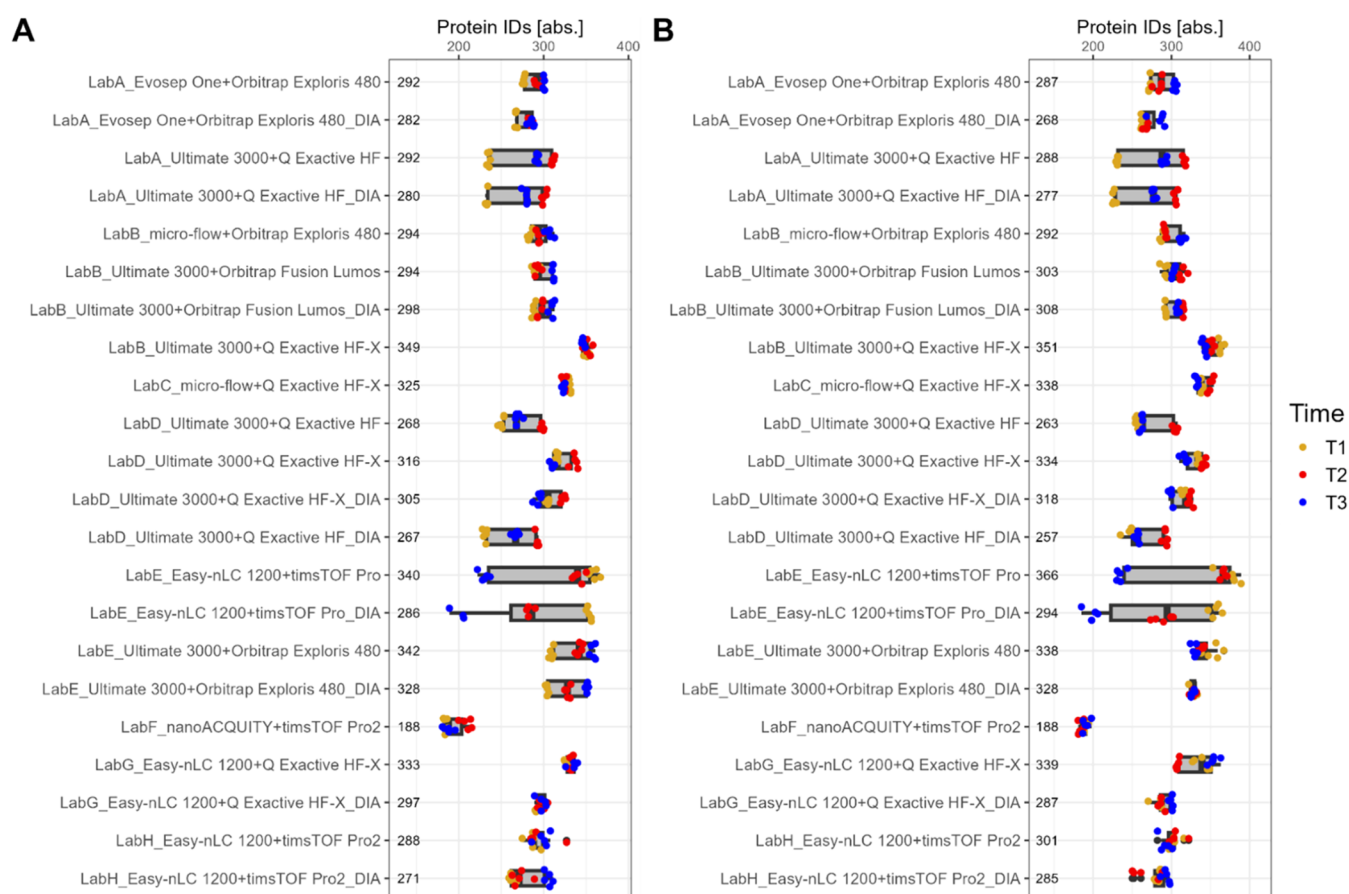 A
Protein IDs [abs.]
200 300 400
LabA_Evosep One+Orbitrap Exploris 480 292
LabA_Evosep One+Orbitrap Exploris 480_DIA 282
LabA_Ultimate 3000+Q Exactive HF 292
LabA_Ultimate 3000+Q Exactive HF_DIA 280
LabB_micro-flow+Orbitrap Exploris 480 294
LabB_Ultimate 3000+Orbitrap Fusion Lumos 294
LabB_Ultimate 3000+Orbitrap Fusion Lumos_DIA 298
LabB_Ultimate 3000+Q Exactive HF-X 349
LabC_micro-flow+Q Exactive HF-X 325
LabD_Ultimate 3000+Q Exactive HF 268
LabD_Ultimate 3000+Q Exactive HF-X 316
LabD_Ultimate 3000+Q Exactive HF-X_DIA 305
LabD_Ultimate 3000+Q Exactive HF_DIA 267
LabE_Easy-nLC 1200+timsTOF Pro 340
LabE_Easy-nLC 1200+timsTOF Pro_DIA 286
LabE_Ultimate 3000+Orbitrap Exploris 480 342
LabE_Ultimate 3000+Orbitrap Exploris 480_DIA 328
LabF_nanoACQUITY+timsTOF Pro2 188
LabG_Easy-nLC 1200+Q Exactive HF-X 333
LabG_Easy-nLC 1200+Q Exactive HF-X_DIA 297
LabH_Easy-nLC 1200+timsTOF Pro2 288
LabH_Easy-nLC 1200+timsTOF Pro2_DIA 271
B
Protein IDs [abs.]
200 300 400
LabA_Evosep One+Orbitrap Exploris 480 287
LabA_Evosep One+Orbitrap Exploris 480_DIA 268
LabA_Ultimate 3000+Q Exactive HF 288
LabA_Ultimate 3000+Q Exactive HF_DIA 277
LabB_micro-flow+Orbitrap Exploris 480 292
LabB_Ultimate 3000+Orbitrap Fusion Lumos 303
LabB_Ultimate 3000+Orbitrap Fusion Lumos_DIA 308
LabB_Ultimate 3000+Q Exactive HF-X 351
LabC_micro-flow+Q Exactive HF-X 338
LabD_Ultimate 3000+Q Exactive HF 263
LabD_Ultimate 3000+Q Exactive HF-X 334
LabD_Ultimate 3000+Q Exactive HF-X_DIA 318
LabD_Ultimate 3000+Q Exactive HF_DIA 257
LabE_Easy-nLC 1200+timsTOF Pro 366
LabE_Easy-nLC 1200+timsTOF Pro_DIA 294
LabE_Ultimate 3000+Orbitrap Exploris 480 338
LabE_Ultimate 3000+Orbitrap Exploris 480_DIA 328
LabF_nanoACQUITY+timsTOF Pro2 188
LabG_Easy-nLC 1200+Q Exactive HF-X 339
LabG_Easy-nLC 1200+Q Exactive HF-X_DIA 287
LabH_Easy-nLC 1200+timsTOF Pro2 301
LabH_Easy-nLC 1200+timsTOF Pro2_DIA 285
Time
T1
T2
T3